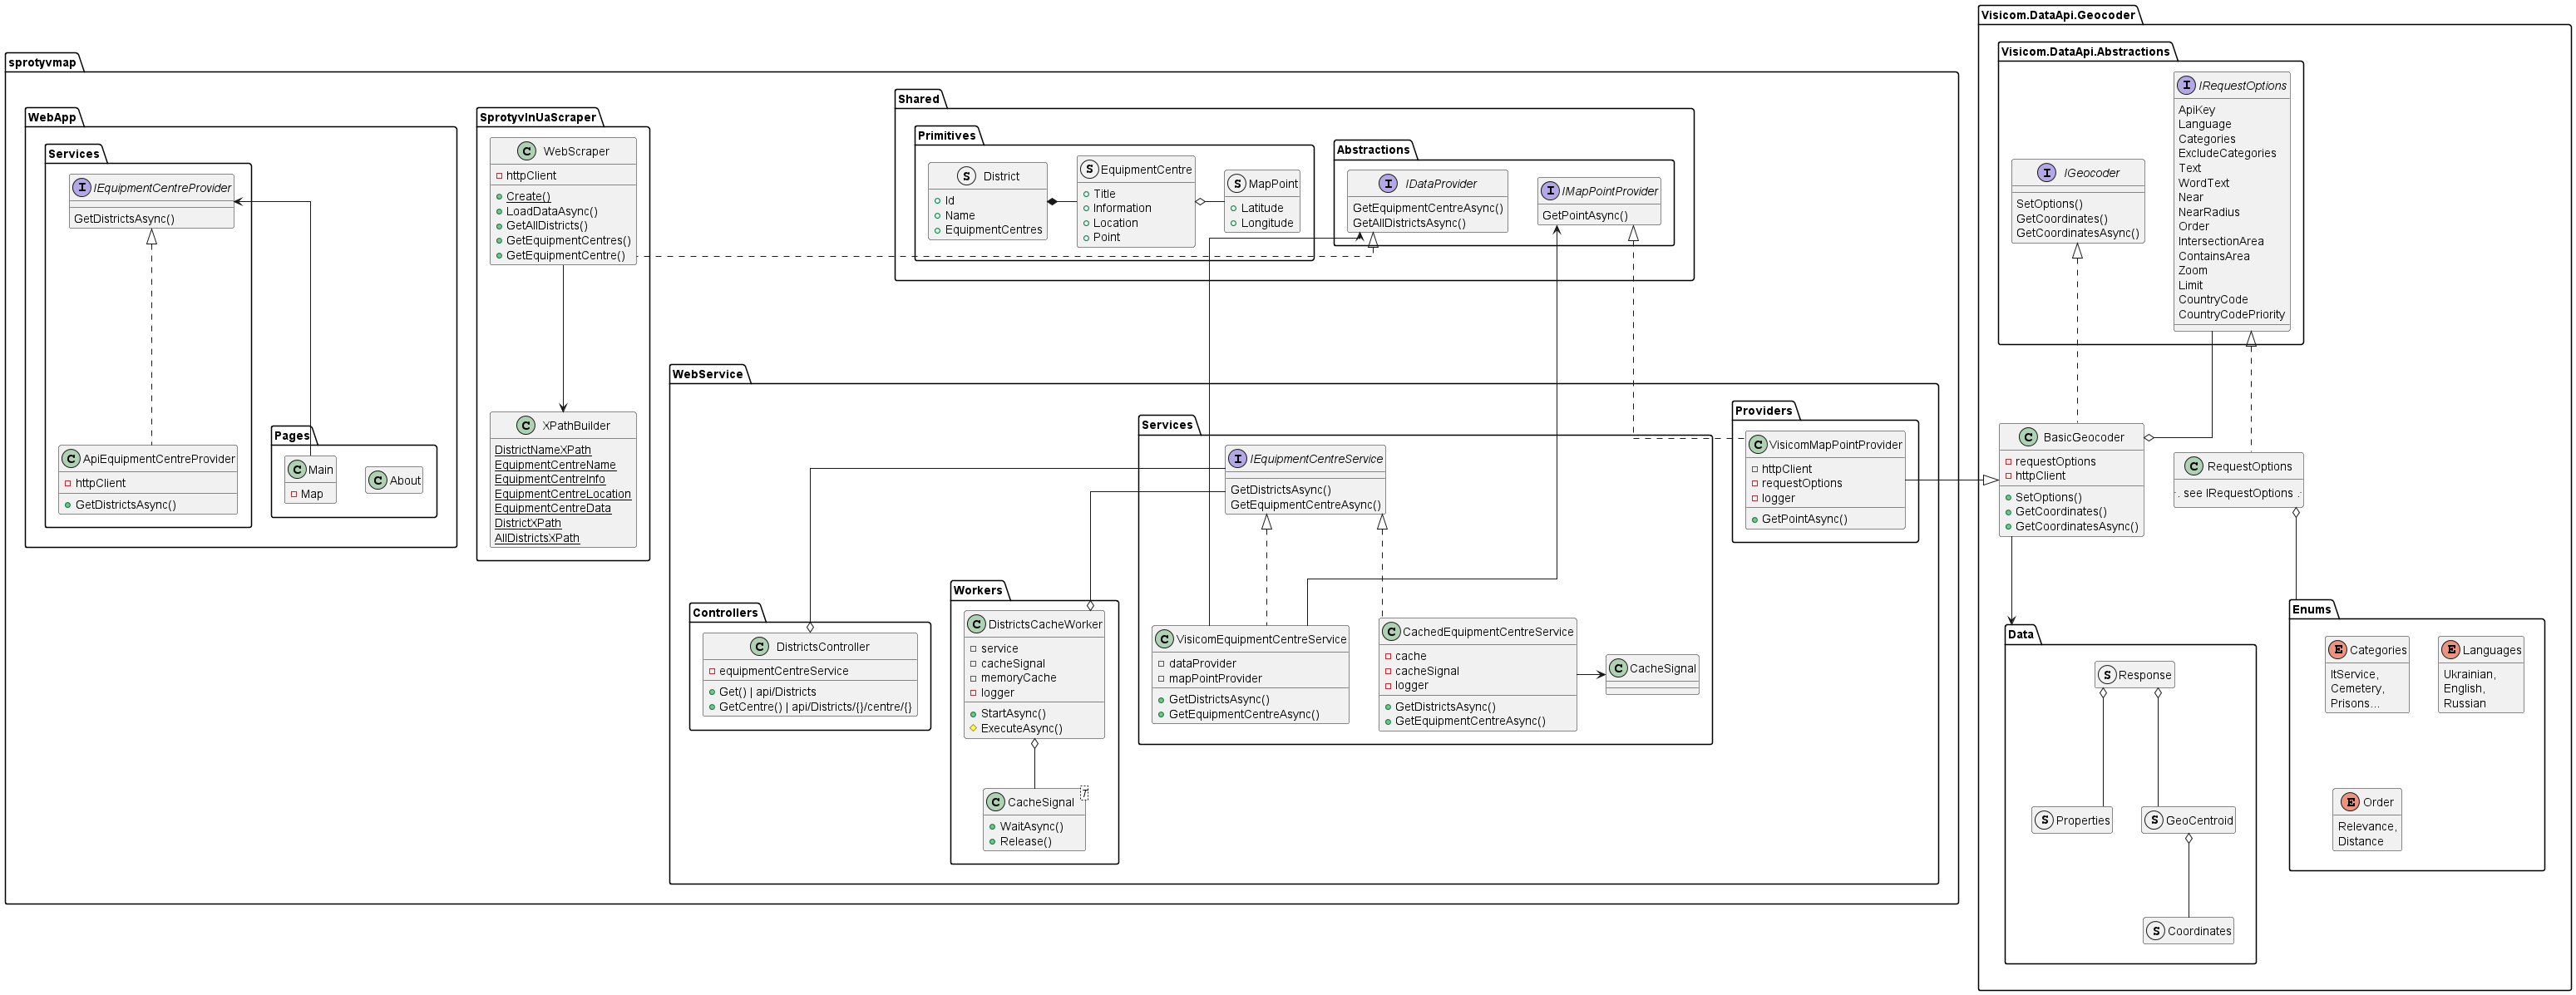 sprotyvmap
WebApp
Services
IEquipmentCentreProvider
GetDistrictsAsync()
ApiEquipmentCentreProvider
httpClient
GetDistrictsAsync()
Pages
Main
Map
About
SprotyvInUaScraper
WebScraper
httpClient
Create()
LoadDataAsync()
GetAllDistricts()
GetEquipmentCentres()
GetEquipmentCentre()
XPathBuilder
DistrictNameXPath
EquipmentCentreName
EquipmentCentreInfo
EquipmentCentreLocation
EquipmentCentreData
DistrictXPath
AllDistrictsXPath
Shared
Primitives
District
Id
Name
EquipmentCentres
EquipmentCentre
Title
Information
Location
Point
MapPoint
Latitude
Longitude
Abstractions
IDataProvider
GetEquipmentCentreAsync()
GetAllDistrictsAsync()
IMapPointProvider
GetPointAsync()
WebService
Controllers
DistrictsController
equipmentCentreService
Get() | api/Districts
GetCentre() | api/Districts/{}/centre/{}
Workers
DistrictsCacheWorker
service
cacheSignal
memoryCache
logger
StartAsync()
ExecuteAsync()
CacheSignal
T
WaitAsync()
Release()
Services
IEquipmentCentreService
GetDistrictsAsync()
GetEquipmentCentreAsync()
VisicomEquipmentCentreService
dataProvider
mapPointProvider
GetDistrictsAsync()
GetEquipmentCentreAsync()
CachedEquipmentCentreService
cache
cacheSignal
logger
GetDistrictsAsync()
GetEquipmentCentreAsync()
CacheSignal
Providers
VisicomMapPointProvider
httpClient
requestOptions
logger
GetPointAsync()
Visicom.DataApi.Geocoder
Visicom.DataApi.Abstractions
IGeocoder
SetOptions()
GetCoordinates()
GetCoordinatesAsync()
IRequestOptions
ApiKey
Language
Categories
ExcludeCategories
Text
WordText
Near
NearRadius
Order
IntersectionArea
ContainsArea
Zoom
Limit
CountryCode
CountryCodePriority
BasicGeocoder
requestOptions
httpClient
SetOptions()
GetCoordinates()
GetCoordinatesAsync()
RequestOptions
.. see IRequestOptions ..
Data
Response
Properties
GeoCentroid
Coordinates
Enums
Categories
ItService,
Cemetery,
Prisons...
Languages
Ukrainian,
English,
Russian
Order
Relevance,
Distance